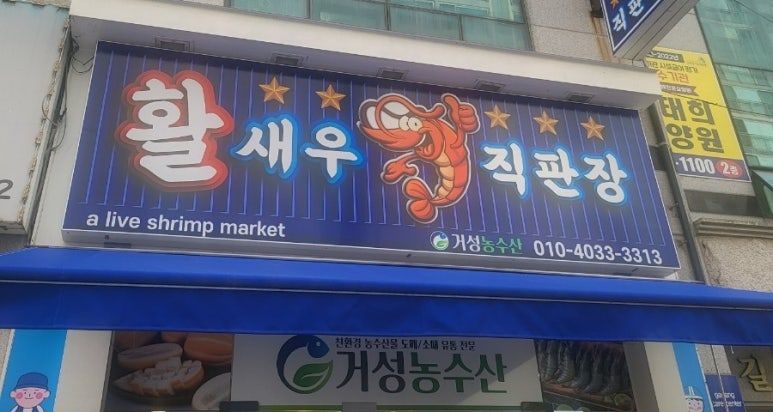 직판
활새우 직판장
a live shrimp market
거성농수산 010-4033-3313
친환경 농수산물 도매/소매 유통 전문
거성농수산
수기관
태희
양원
-1100 2층
2
길